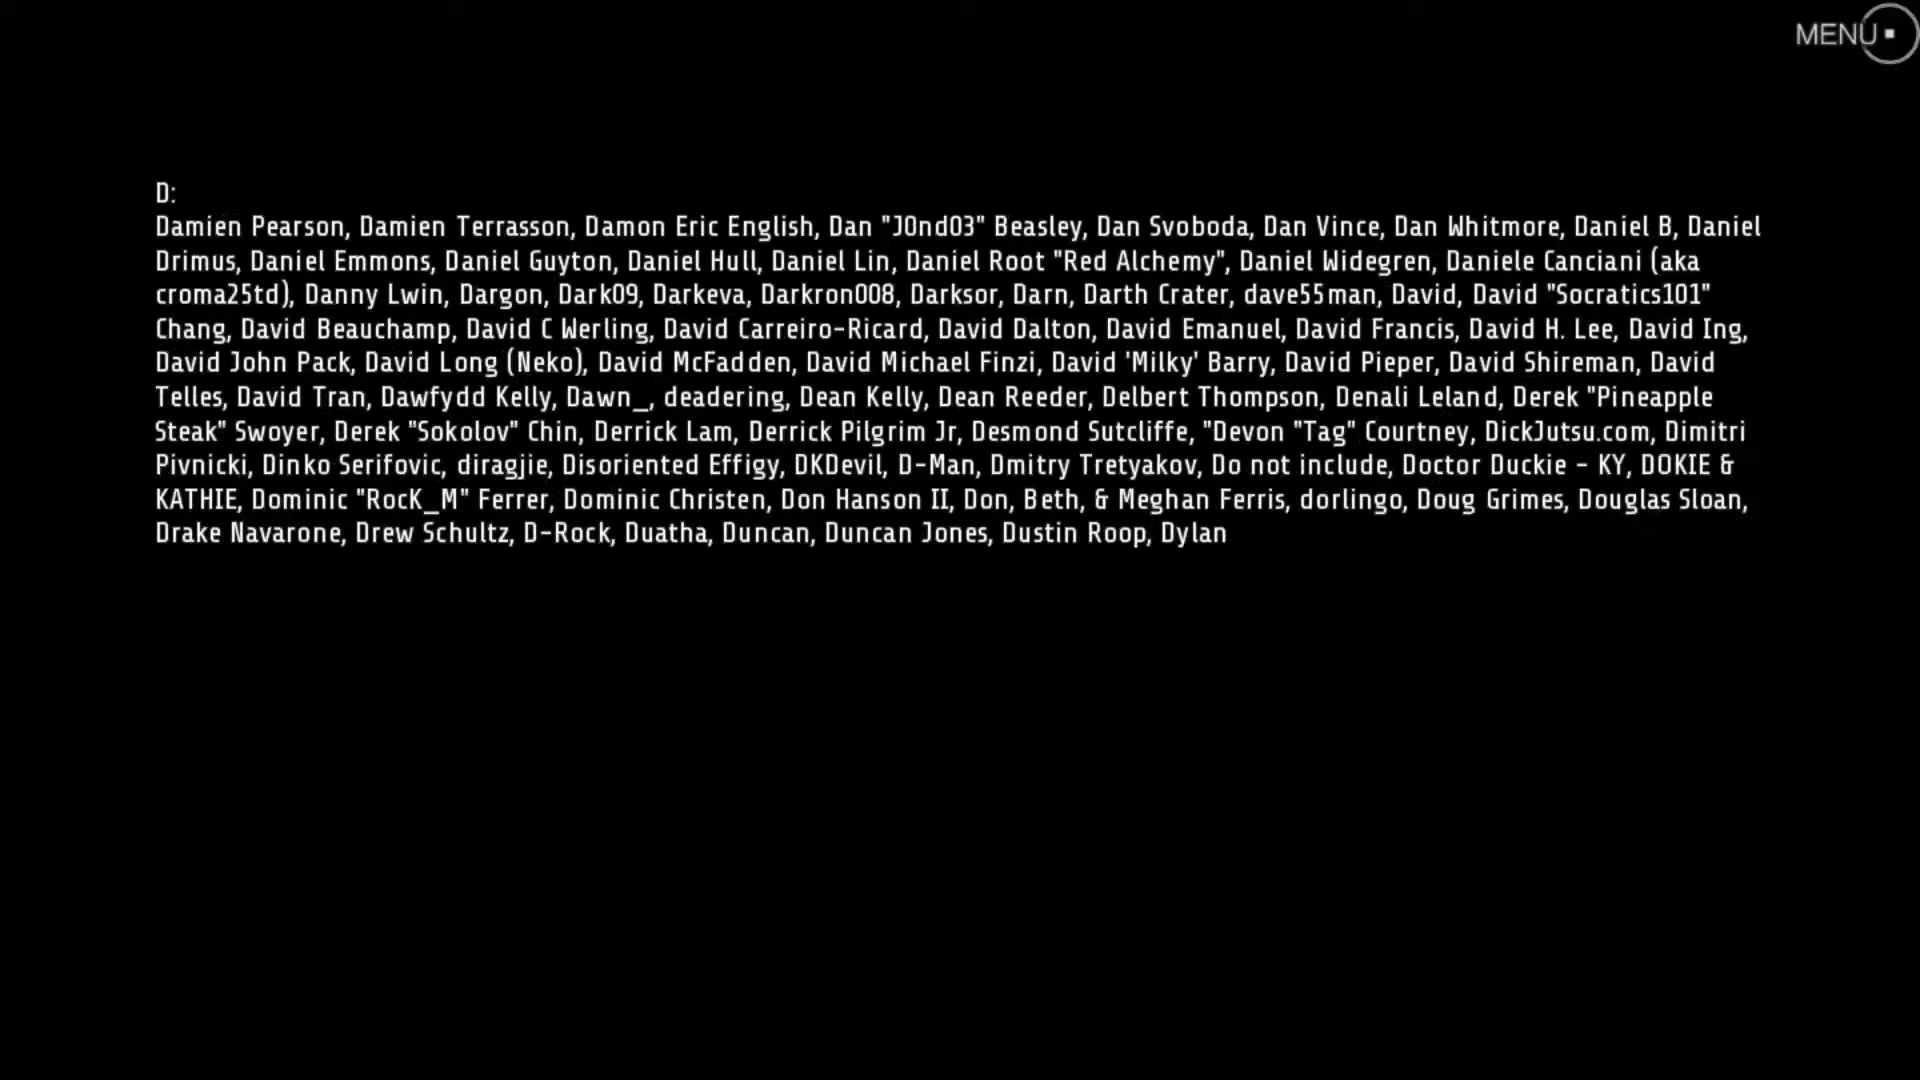 MENU
D:
Damien Pearson, Damien Terrasson, Damon Eric English, Dan "J0nd03" Beasley, Dan Svoboda, Dan Vince, Dan Whitmore, Daniel B, Daniel
Drimus, Daniel Emmons, Daniel Guyton, Daniel Hull, Daniel Lin, Daniel Root "Red Alchemy", Daniel Widegren, Daniele Canciani (aka
croma25td), Danny Lwin, Dargon, Dark09, Darkeva, Darkron008, Darksor, Darn, Darth Crater, dave55man, David, David "Socratics101"
Chang, David Beauchamp, David C Werling, David Carreiro-Ricard, David Dalton, David Emanuel, David Francis, David H. Lee, David Ing,
David John Pack, David Long (Neko), David McFadden, David Michael Finzi, David 'Milky' Barry, David Pieper, David Shireman, David
Telles, David Tran, Dawfydd Kelly, Dawn_, deadering, Dean Kelly, Dean Reeder, Delbert Thompson, Denali Leland, Derek "Pineapple
Steak" Swoyer, Derek "Sokolov" Chin, Derrick Lam, Derrick Pilgrim Jr, Desmond Sutcliffe, "Devon "Tag" Courtney, DickJutsu.com, Dimitri
Pivnicki, Dinko Serifovic, diragjie, Disoriented Effigy, DKDevil, D-Man, Dmitry Tretyakov, Do not include, Doctor Duckie - KY, DOKIE &
KATHIE, Dominic "RocK_M" Ferrer, Dominic Christen, Don Hanson II, Don, Beth, & Meghan Ferris, dorlingo, Doug Grimes, Douglas Sloan,
Drake Navarone, Drew Schultz, D-Rock, Duatha, Duncan, Duncan Jones, Dustin Roop, Dylan